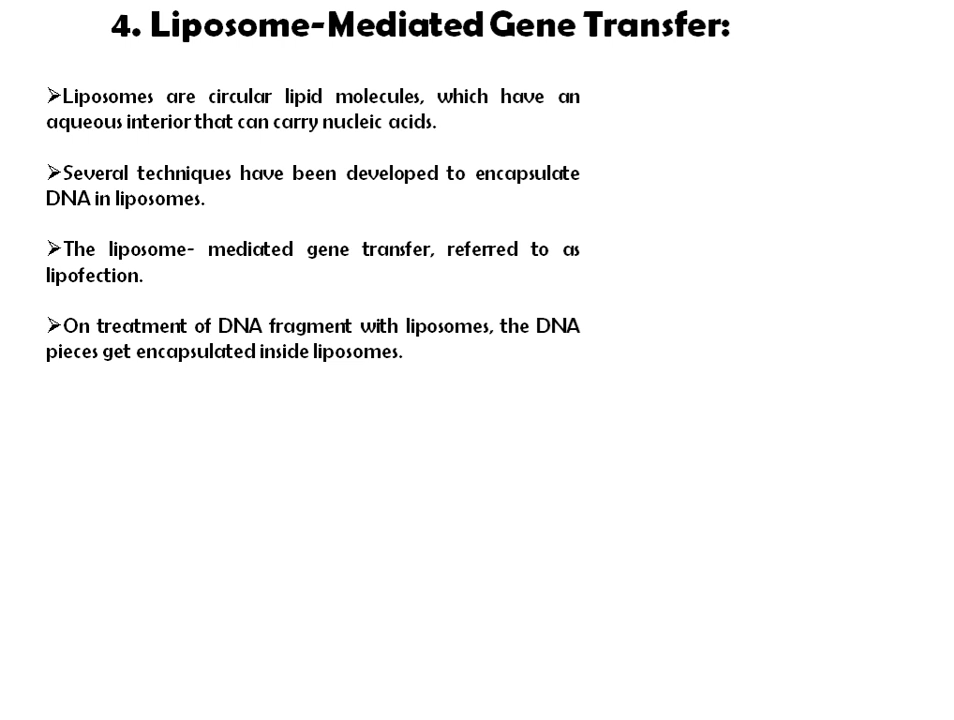 4. Liposome-Mediated Gene Transfer:
➢Liposomes are circular lipid molecules, which have an
aqueous interior that can carry nucleic acids.
➢Several techniques have been developed to encapsulate
DNA in liposomes.
➢The liposome- mediated gene transfer, referred to as
lipofection.
➢On treatment of DNA fragment with liposomes, the DNA
pieces get encapsulated inside liposomes.